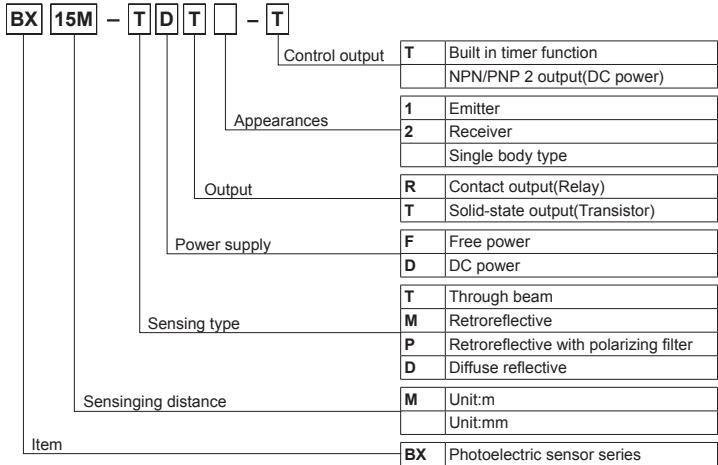 BX 15M – T D T – T
Control output
T Built in timer function
NPN/PNP 2 output(DC power)
Appearances
1 Emitter
2 Receiver
Single body type
Output
R Contact output(Relay)
T Solid-state output(Transistor)
Power supply
F Free power
D DC power
Sensing type
T Through beam
M Retroreflective
P Retroreflective with polarizing filter
D Diffuse reflective
Sensinging distance
M Unit:m
Unit:mm
Item
BX Photoelectric sensor series